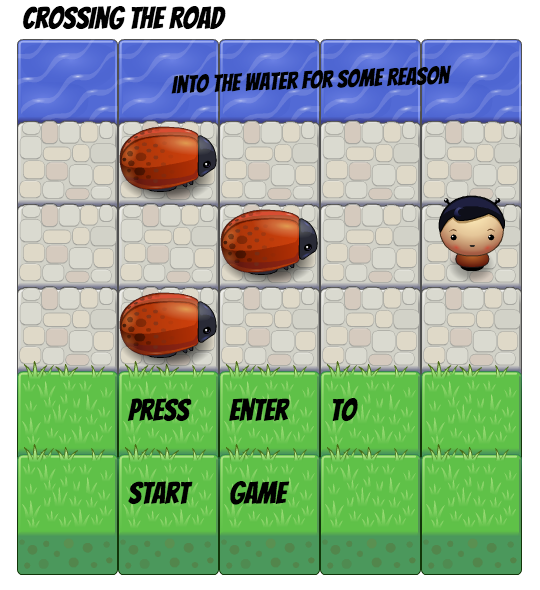 CROSSING THE ROAD
INTO THE WATER FOR SOME REASON
PRESS ENTER TO
START GAME